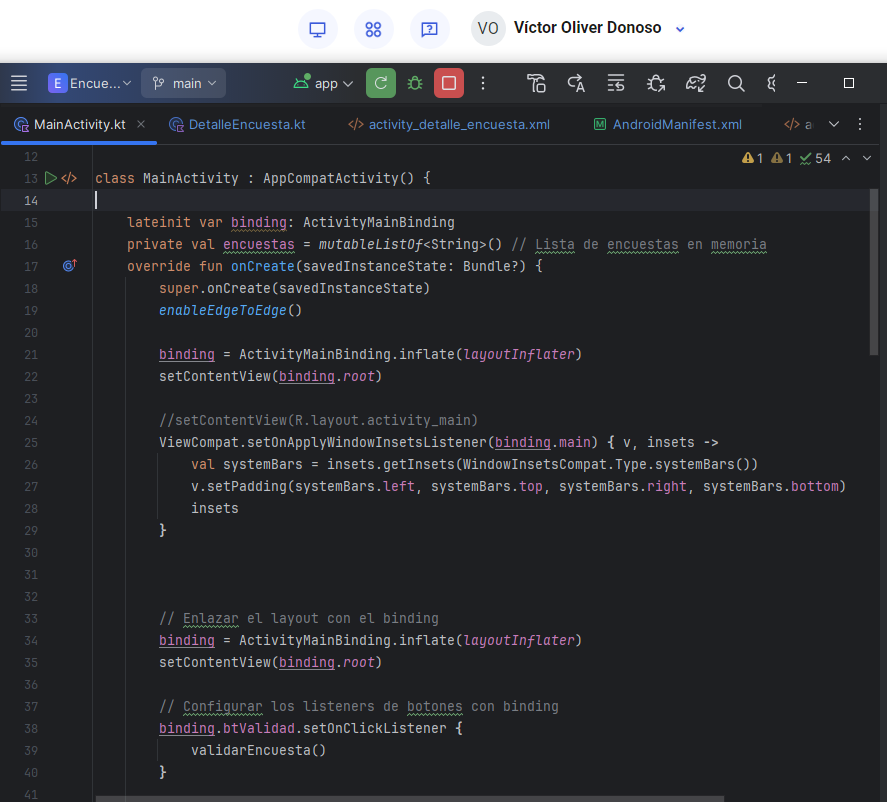 VO Víctor Oliver Donoso
E Encue... main app
MainActivity.kt DetalleEncuesta.kt activity_detalle_encuesta.xml AndroidManifest.xml a
1 1 54
12
13 class MainActivity : AppCompatActivity() {
14
15 lateinit var binding: ActivityMainBinding
16 private val encuestas = mutableListOf<String>() // Lista de encuestas en memoria
17 override fun onCreate(savedInstanceState: Bundle?) {
18 super.onCreate(savedInstanceState)
19 enableEdgeToEdge()
20
21 binding = ActivityMainBinding.inflate(layoutInflater)
22 setContentView(binding.root)
23
24 //setContentView(R.layout.activity_main)
25 ViewCompat.setOnApplyWindowInsetsListener(binding.main) { v, insets ->
26 val systemBars = insets.getInsets(WindowInsetsCompat.Type.systemBars())
27 v.setPadding(systemBars.left, systemBars.top, systemBars.right, systemBars.bottom)
28 insets
29 }
30
31
32
33 // Enlazar el layout con el binding
34 binding = ActivityMainBinding.inflate(layoutInflater)
35 setContentView(binding.root)
36
37 // Configurar los listeners de botones con binding
38 binding.btValidad.setOnClickListener {
39 validarEncuesta()
40 }
41